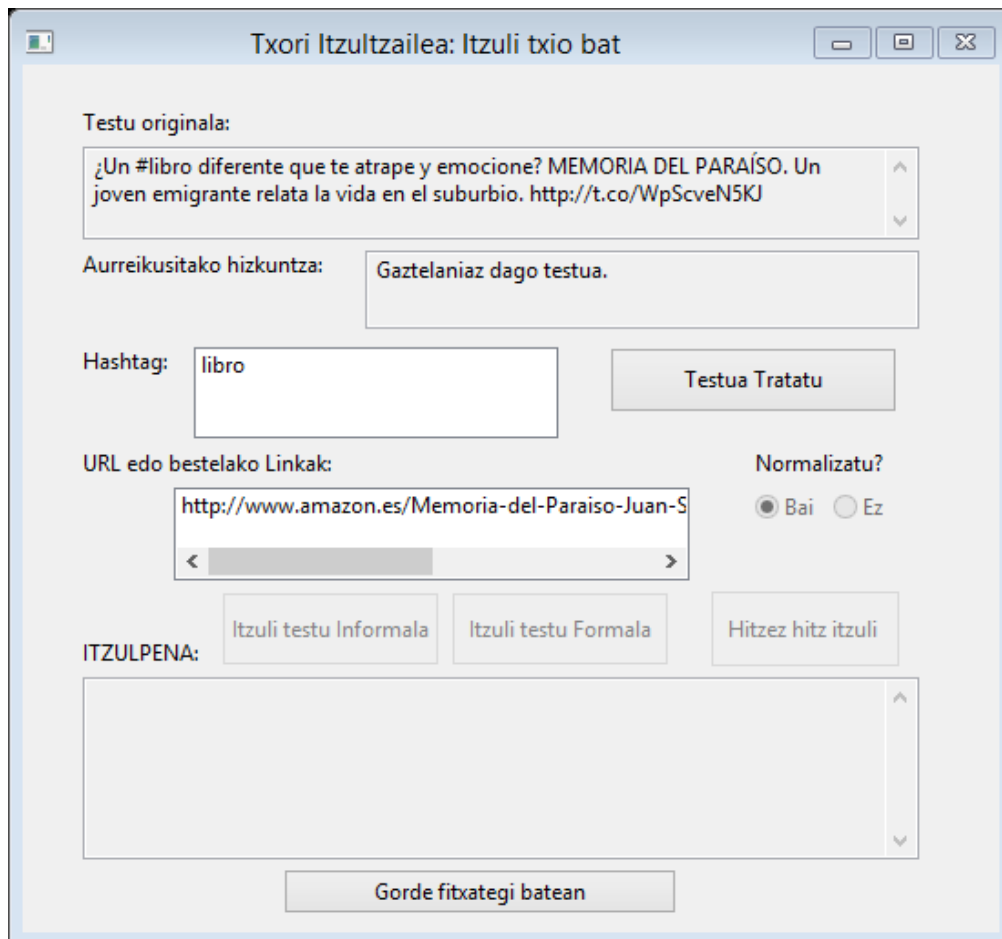 Txori Itzultzailea: Itzuli txio bat
Testu originala:
¿Un #libro diferente que te atrape y emocione? MEMORIA DEL PARAÍSO. Un
joven emigrante relata la vida en el suburbio. http://t.co/WpScveN5KJ
Aurreikusitako hizkuntza:
Gaztelaniaz dago testua.
Hashtag:
libro
Testua Tratatu
URL edo bestelako Linkak:
Normalizatu?
http://www.amazon.es/Memoria-del-Paraiso-Juan-S
Bai
Ez
Itzuli testu Informala
Itzuli testu Formala
Hitzez hitz itzuli
ITZULPENA:
Gorde fitxategi batean